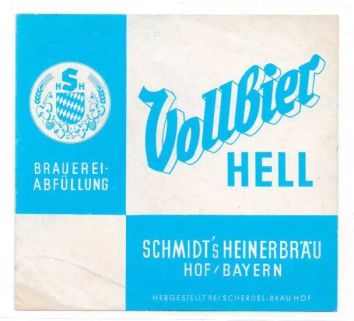 H S H
BRAUEREI-
ABFÜLLUNG
Vollbier
HELL
SCHMIDT's HEINERBRÄU
HOF/BAYERN
HERGESTELLT BEI SCHERDEL-BRÄU HOF